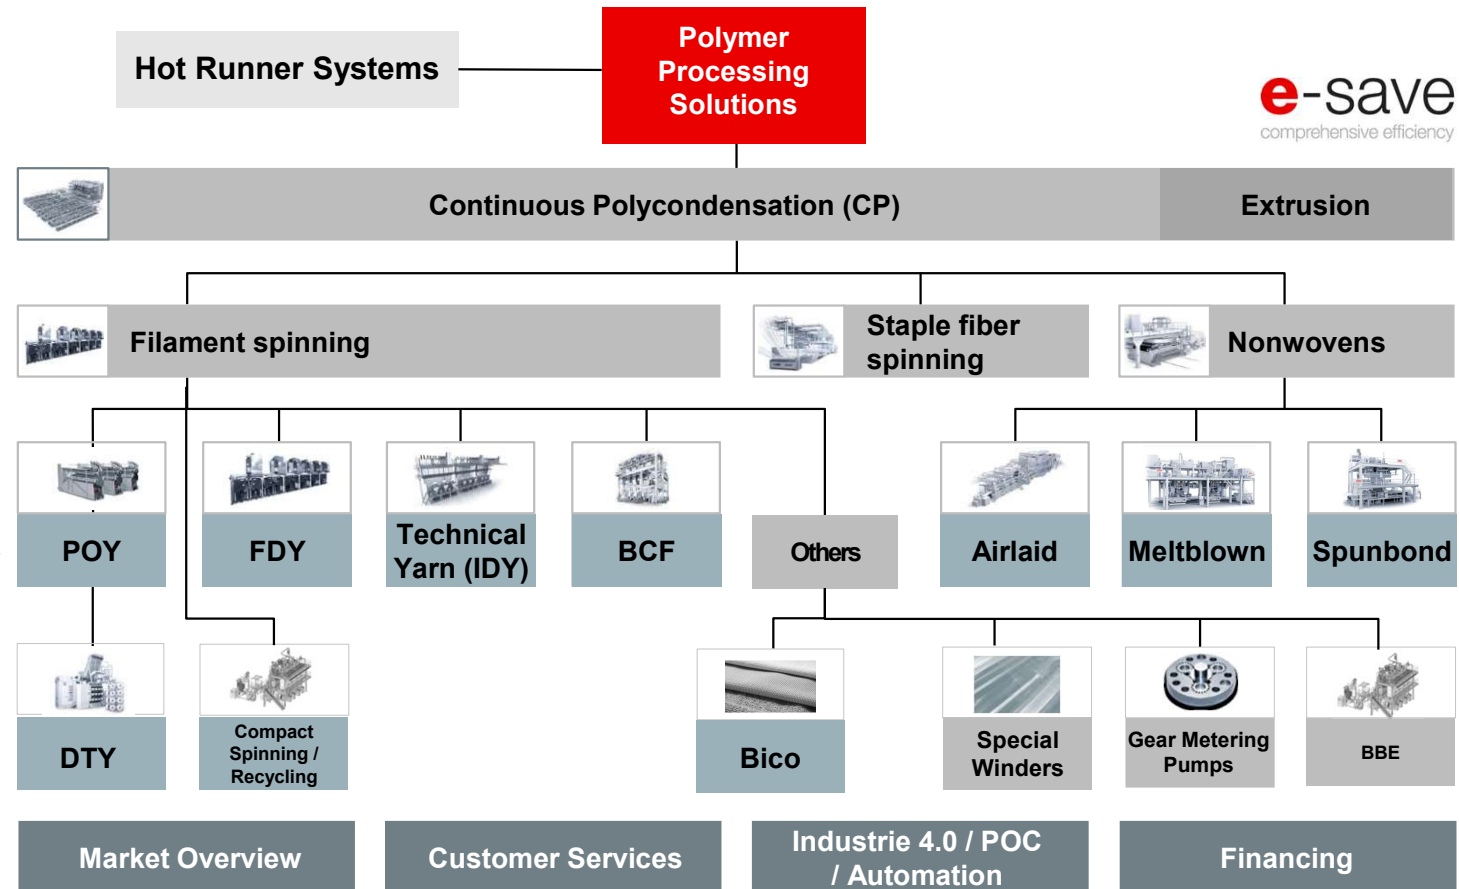 Polymer
Processing
Solutions
Hot Runner Systems
e-save
comprehensive efficiency
Continuous Polycondensation (CP)
Extrusion
Filament spinning
Staple fiber
spinning
Nonwovens
POY
FDY
Technical
Yarn (IDY)
BCF
Others
Airlaid
Meltblown
Spunbond
DTY
Compact
Spinning /
Recycling
Bico
Special
Winders
Gear Metering
Pumps
BBE
Market Overview
Customer Services
Industrie 4.0 / POC
/ Automation
Financing